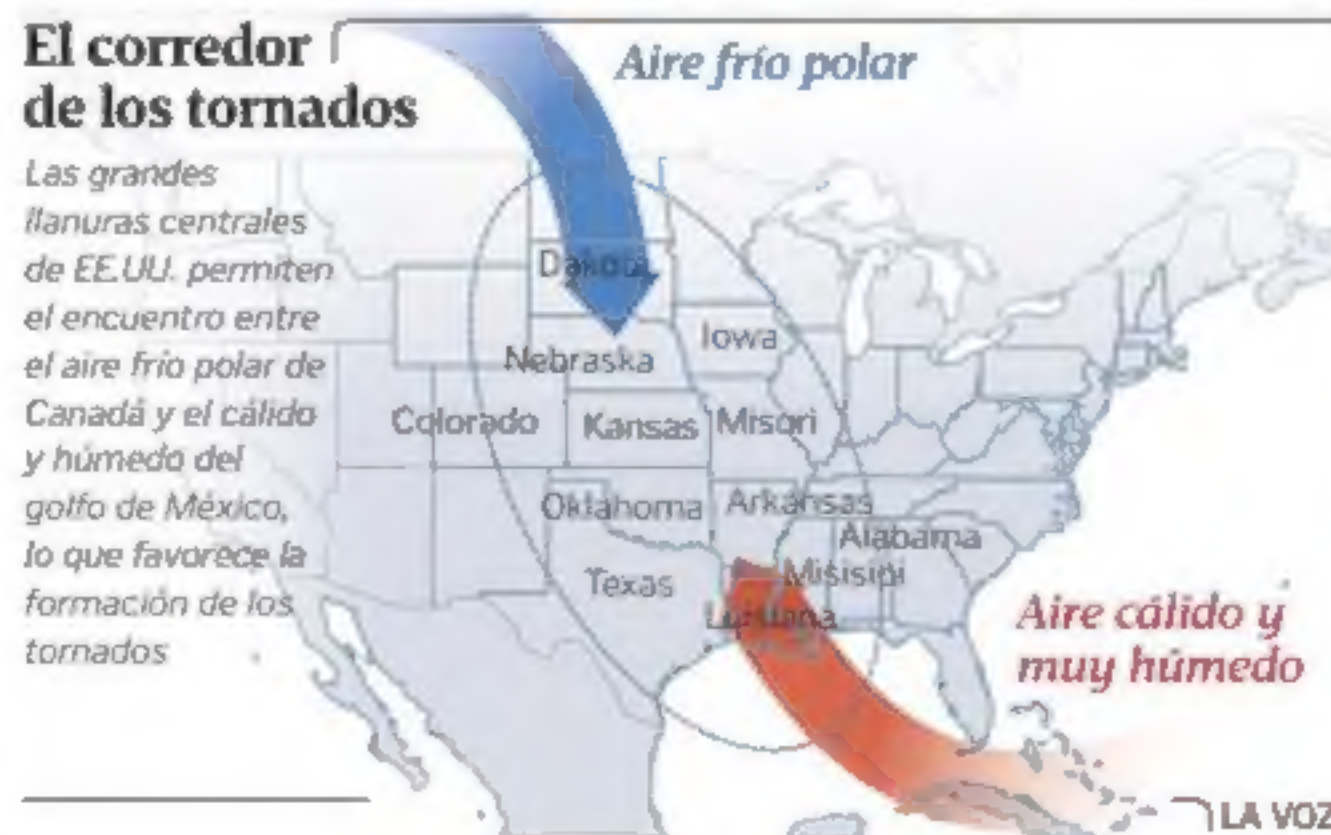 El corredor
de los tornados
Las grandes
llanuras centrales
de EE.UU. permiten
el encuentro entre
el aire frío polar de
Canadá y el cálido
y húmedo del
golfo de México,
lo que favorece la
formación de los
tornados
Aire frío polar
Dakota
Iowa
Nebraska
Colorado
Kansas
Misori
Oklahoma
Arkansas
Alabama
Texas
Misisipi
Luisiana
Aire cálido y
muy húmedo
LA VOZ